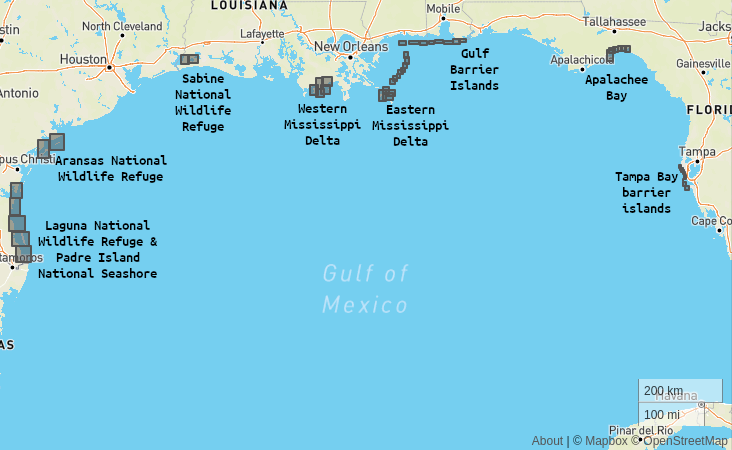 LOUISIANA
Mobile
Tallahassee
Jacks
North Cleveland
Lafayette
New Orleans
stin
Houston
Gulf
Barrier
Islands
Apalachicola
Gainesville
Sabine
National
Wildlife
Refuge
Apalachee
Bay
Antonio
Western
Mississippi
Delta
Eastern
Mississippi
Delta
FLORID
pus Christi
Aransas National
Wildlife Refuge
Tampa
Tampa Bay
barrier
islands
Cape Co
Laguna National
Wildlife Refuge &
Padre Island
National Seashore
tamoros
Gulf of
Mexico
AS
200 km
Havana
100 mi
Pinar del Rio
About | © Mapbox © OpenStreetMap